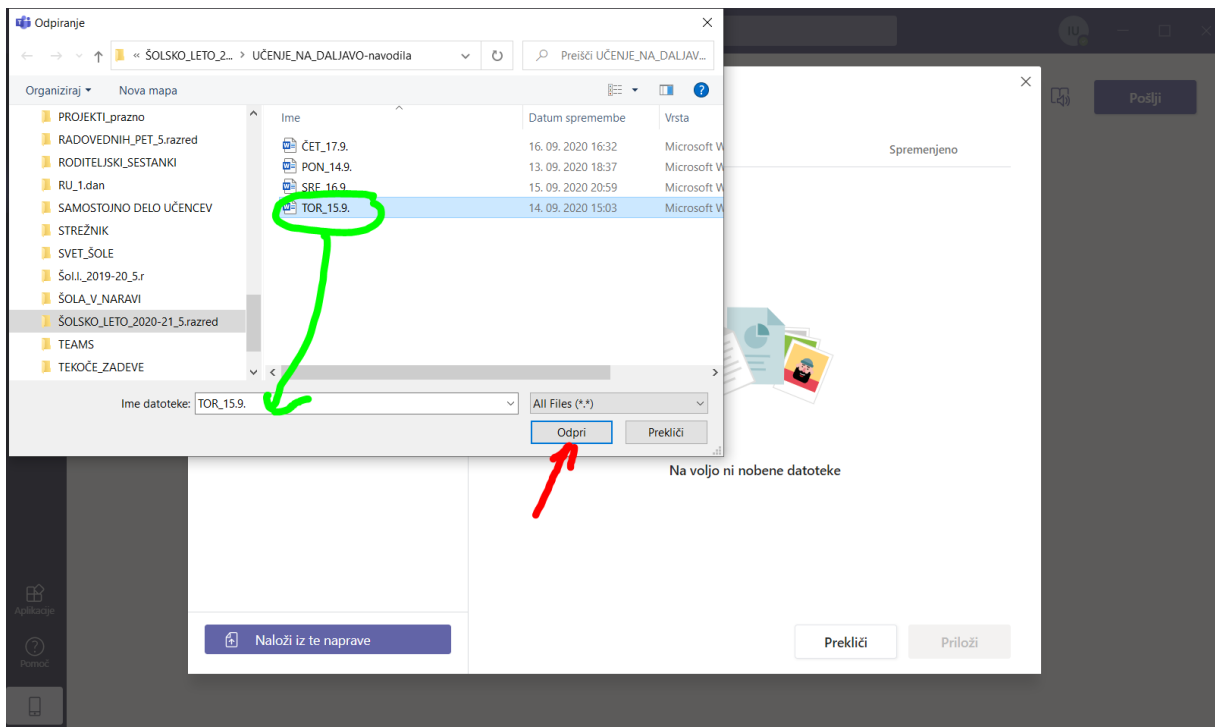 Odpiranje
« ŠOLSKO_LETO_2... > UČENJE_NA_DALJAVO-navodila
Preišči UČENJE_NA_DALJAV...
Organiziraj
Nova mapa
PROJEKTI_prazno
RADOVEDNIH_PET_5.razred
RODITELJSKI_SESTANKI
RU_1.dan
SAMOSTOJNO DELO UČENCEV
STREŽNIK
SVET_ŠOLE
Šol.l._2019-20_5.r
ŠOLA_V_NARAVI
ŠOLSKO_LETO_2020-21_5.razred
TEAMS
TEKOČE_ZADEVE
Ime Datum spremembe Vrsta
ČET_17.9. 16. 09. 2020 16:32 Microsoft W
PON_14.9. 13. 09. 2020 18:37 Microsoft W
SRE_16.9. 15. 09. 2020 20:59 Microsoft W
TOR_15.9. 14. 09. 2020 15:03 Microsoft W
Ime datoteke: TOR_15.9.
All Files (*.*)
Odpri
Prekliči
IU
Pošlji
Spremenjeno
Na voljo ni nobene datoteke
Aplikacije
Pomoč
Naloži iz te naprave
Prekliči
Priloži